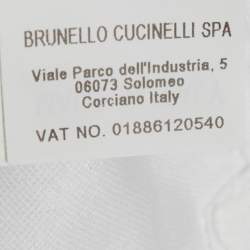 BRUNELLO CUCINELLI SPA
Viale Parco dell'Industria, 5
06073 Solomeo
Corciano Italy
VAT NO. 01886120540